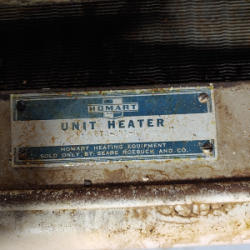 HOMART
UNIT HEATER
HOMART HEATING EQUIPMENT
SOLD ONLY BY SEARS ROEBUCK AND CO.